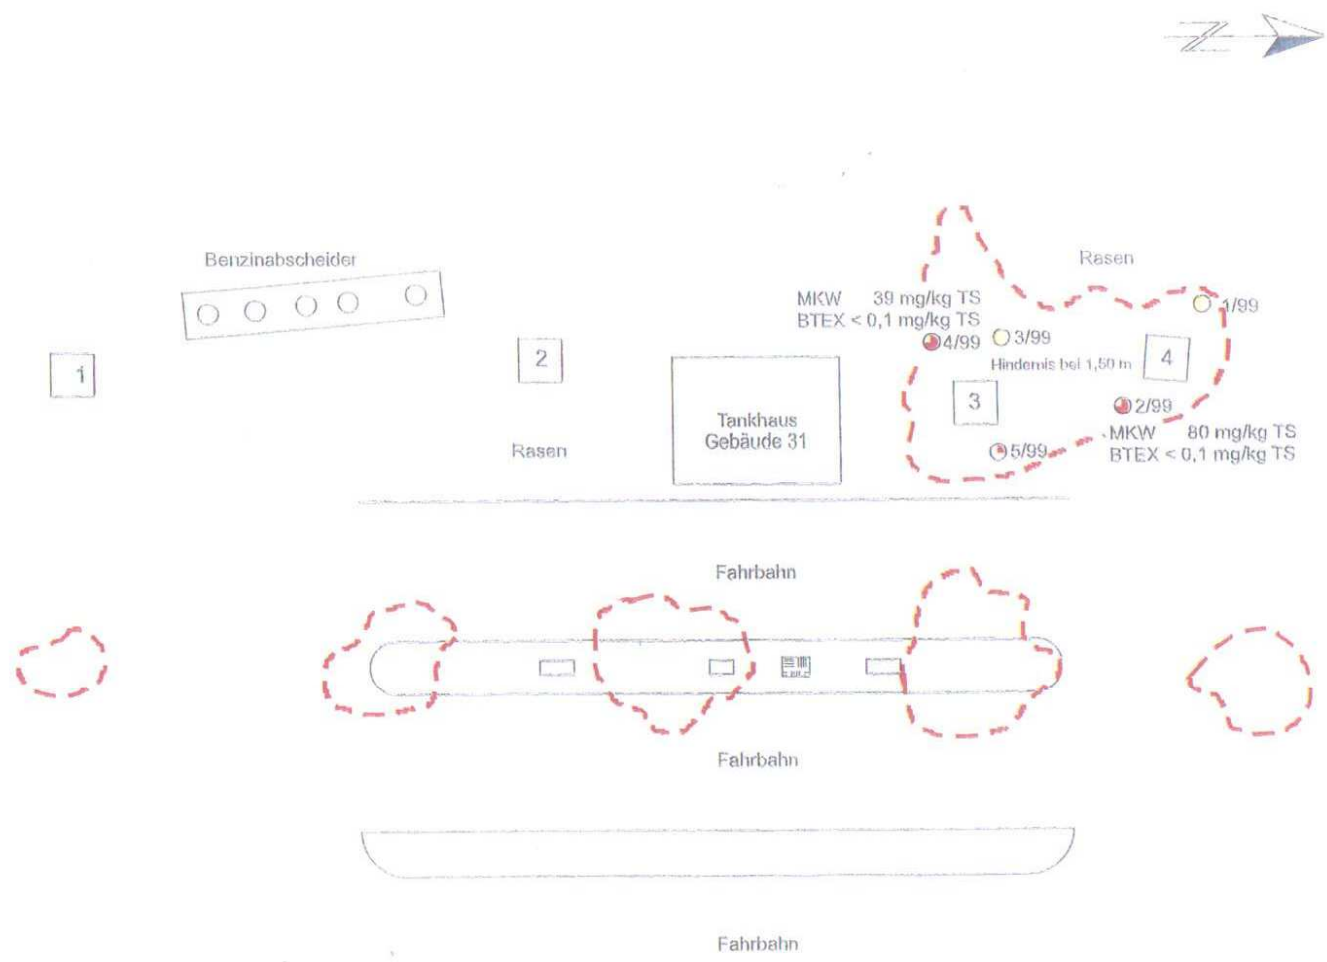 N
Benzinabscheider
Rasen
MKW 39 mg/kg TS
BTEX < 0,1 mg/kg TS
1/99
4/99
3/99
Hindernis bei 1,50 m
1
2
4
3
2/99
Tankhaus
Gebäude 31
MKW 80 mg/kg TS
BTEX < 0,1 mg/kg TS
Rasen
5/99
Fahrbahn
Fahrbahn
Fahrbahn